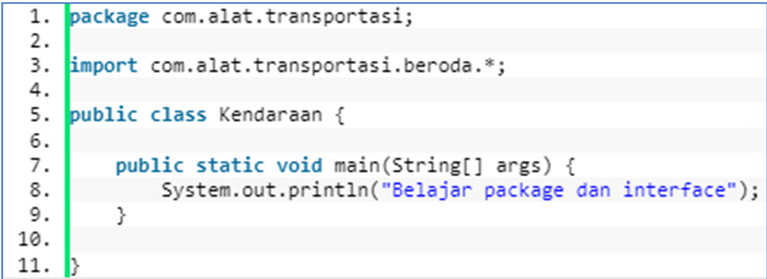 1. package com.alat.transportasi;
2.
3. import com.alat.transportasi.beroda.*;
4.
5. public class Kendaraan {
6.
7.     public static void main(String[] args) {
8.         System.out.println("Belajar package dan interface");
9.     }
10.
11. }